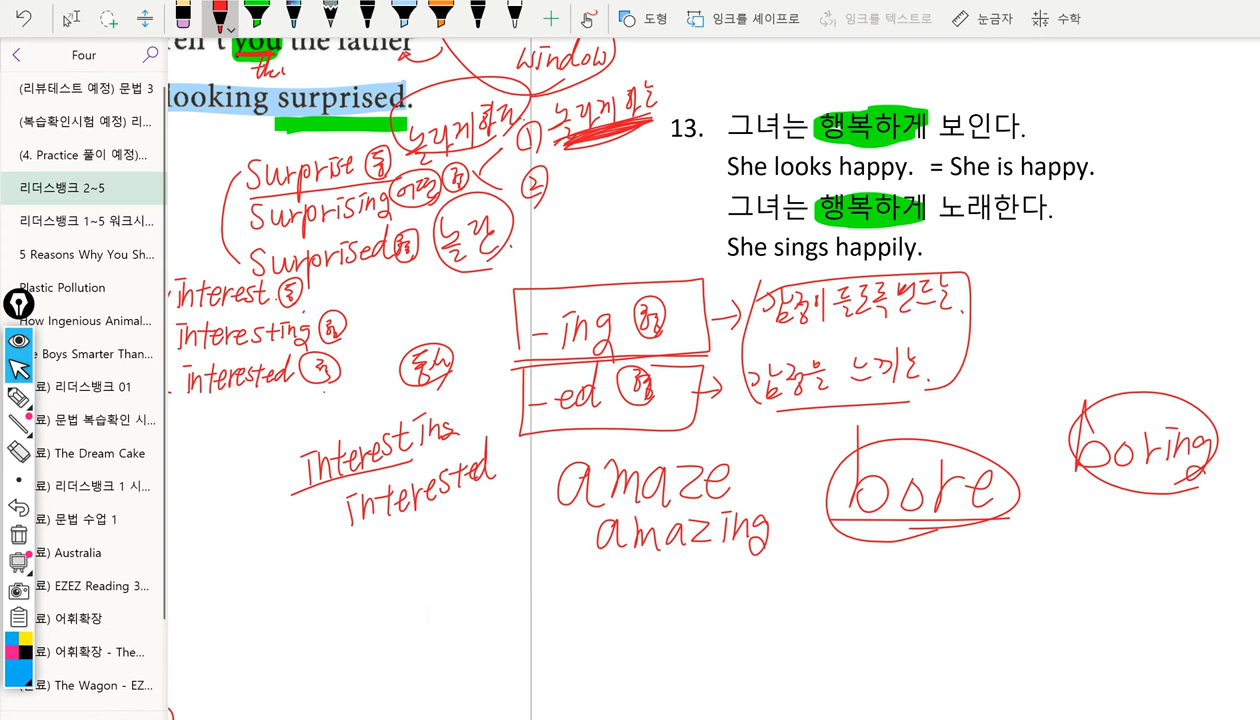 도형
잉크를 셰이프로
잉크를 텍스트로
눈금자
수학
Four
(리뷰테스트 예정) 문법 3
(복습확인시험 예정) 리...
(4. Practice 풀이 예정)...
리더스뱅크 2~5
리더스뱅크 1~5 워크시...
5 Reasons Why You Sh...
Plastic Pollution
How Ingenious Animal...
e Boys Smarter Than...
료) 리더스뱅크 01
료) 문법 복습확인 시...
료) The Dream Cake
료) 리더스뱅크 1 시...
료) 문법 수업 1
료) Australia
료) EZEZ Reading 3...
료) 어휘확장
료) 어휘확장 - The...
료) The Wagon - EZ...
en't you the father
window
looking surprised.
놀라게 하다
① 놀라게 하는
②
Surprise 동
Surprising 어떤 형
Surprised 형 놀란
interest 동
interesting 형
interested 형
동사
-ing 형 → 감정이 들도록 만드는
-ed 형 → 감정을 느끼는
interesting
interested
amaze
amazing
bore
boring
13. 그녀는 행복하게 보인다.
She looks happy. = She is happy.
그녀는 행복하게 노래한다.
She sings happily.